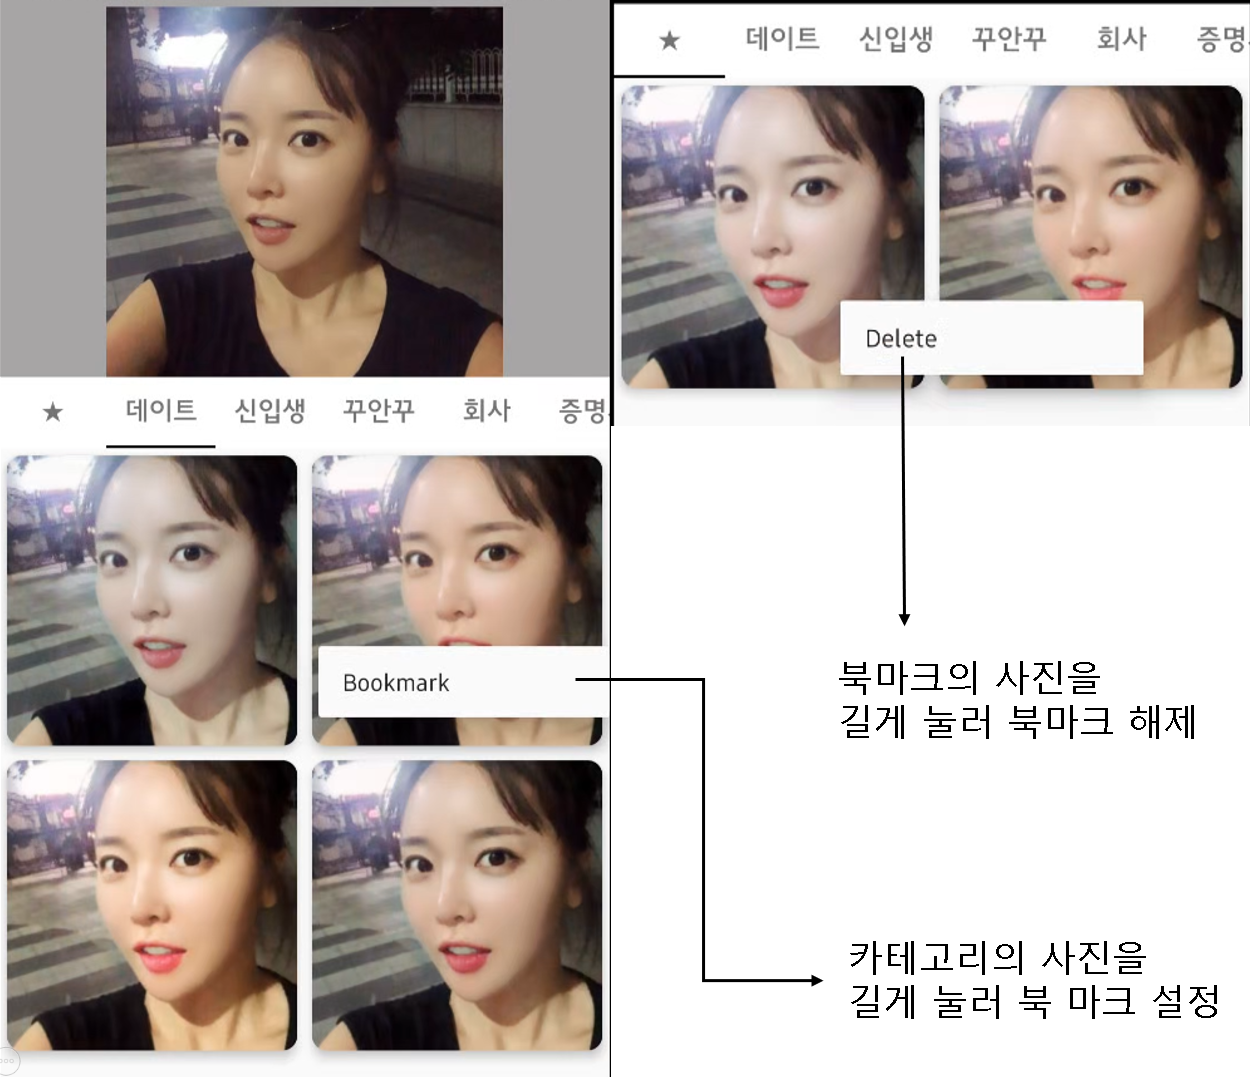 ★ 데이트 신입생 꾸안꾸 회사 증명
Bookmark
★ 데이트 신입생 꾸안꾸 회사 증명
Delete
북마크의 사진을
길게 눌러 북마크 해제
카테고리의 사진을
길게 눌러 북 마크 설정